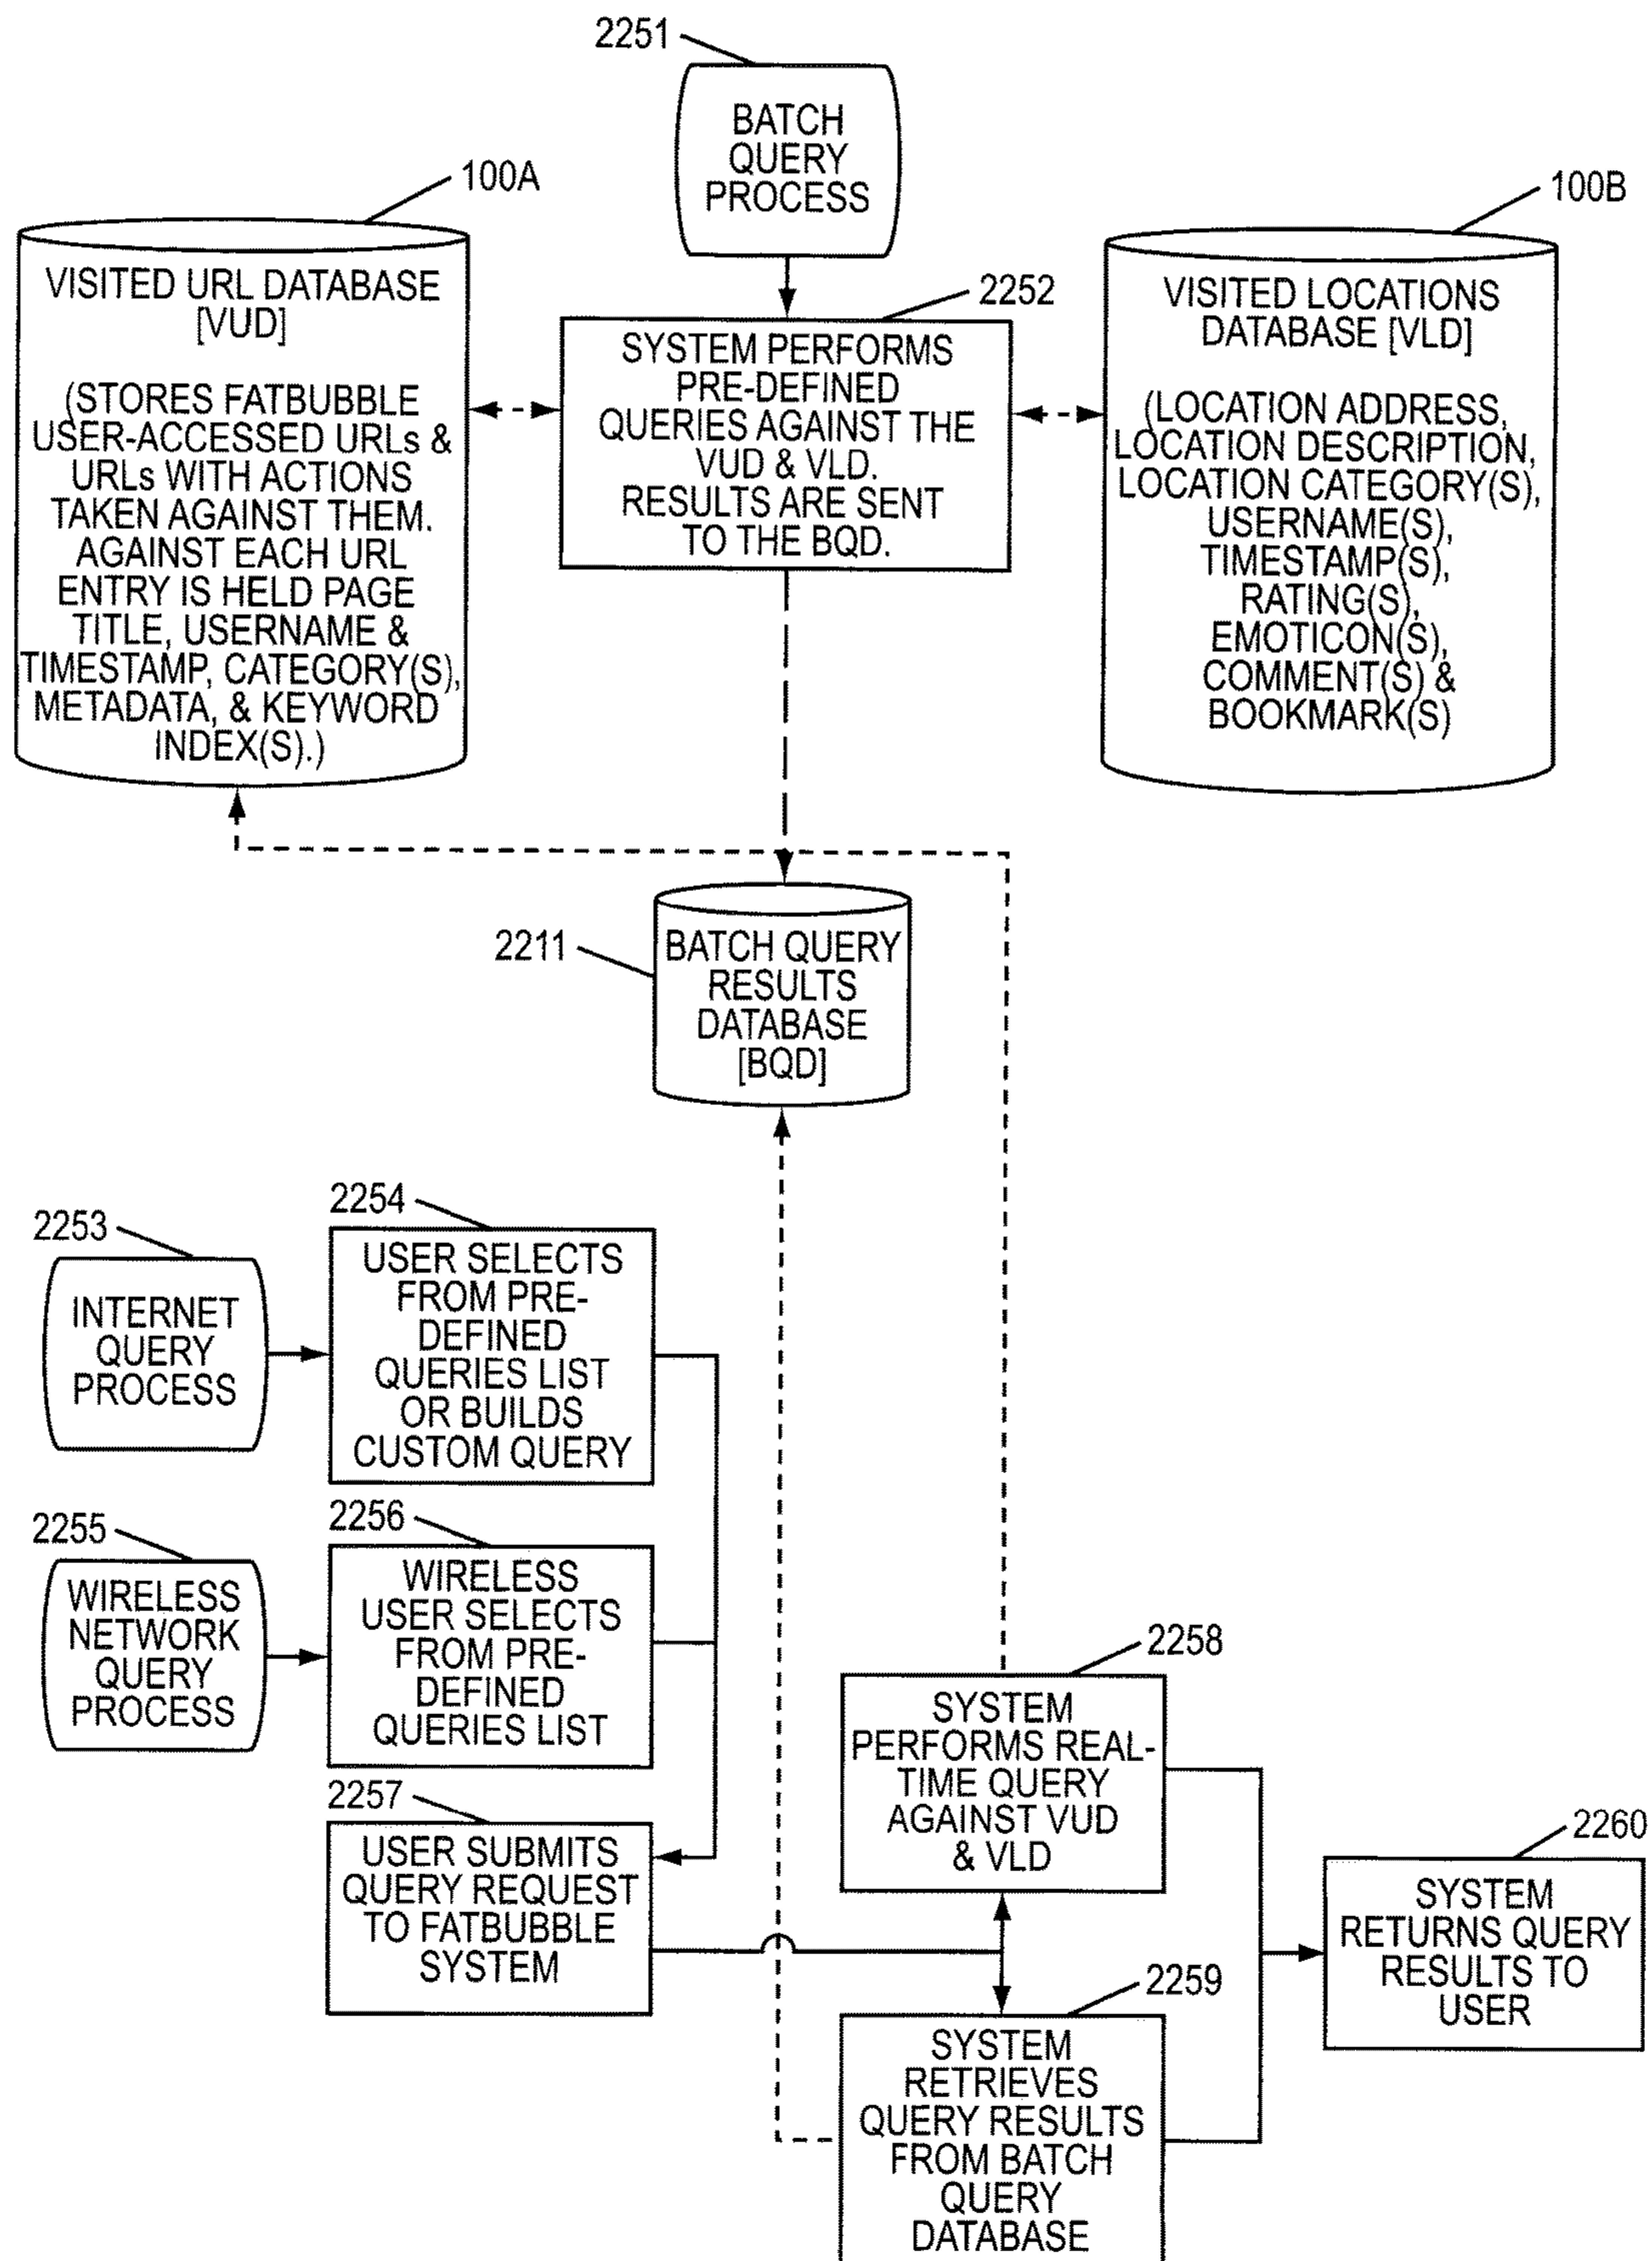 2251
BATCH
QUERY
PROCESS
100A
VISITED URL DATABASE
[VUD]
(STORES FATBUBBLE
USER-ACCESSED URLs &
URLs WITH ACTIONS
TAKEN AGAINST THEM.
AGAINST EACH URL
ENTRY IS HELD PAGE
TITLE, USERNAME &
TIMESTAMP, CATEGORY(S),
METADATA, & KEYWORD
INDEX(S).)
2252
SYSTEM PERFORMS
PRE-DEFINED
QUERIES AGAINST THE
VUD & VLD.
RESULTS ARE SENT
TO THE BQD.
100B
VISITED LOCATIONS
DATABASE [VLD]
(LOCATION ADDRESS,
LOCATION DESCRIPTION,
LOCATION CATEGORY(S),
USERNAME(S),
TIMESTAMP(S),
RATING(S),
EMOTICON(S),
COMMENT(S) &
BOOKMARK(S)
2211
BATCH QUERY
RESULTS
DATABASE
[BQD]
2253
INTERNET
QUERY
PROCESS
2254
USER SELECTS
FROM PRE-
DEFINED
QUERIES LIST
OR BUILDS
CUSTOM QUERY
2255
WIRELESS
NETWORK
QUERY
PROCESS
2256
WIRELESS
USER SELECTS
FROM PRE-
DEFINED
QUERIES LIST
2257
USER SUBMITS
QUERY REQUEST
TO FATBUBBLE
SYSTEM
2258
SYSTEM
PERFORMS REAL-
TIME QUERY
AGAINST VUD
& VLD
2259
SYSTEM
RETRIEVES
QUERY RESULTS
FROM BATCH
QUERY
DATABASE
2260
SYSTEM
RETURNS QUERY
RESULTS TO
USER